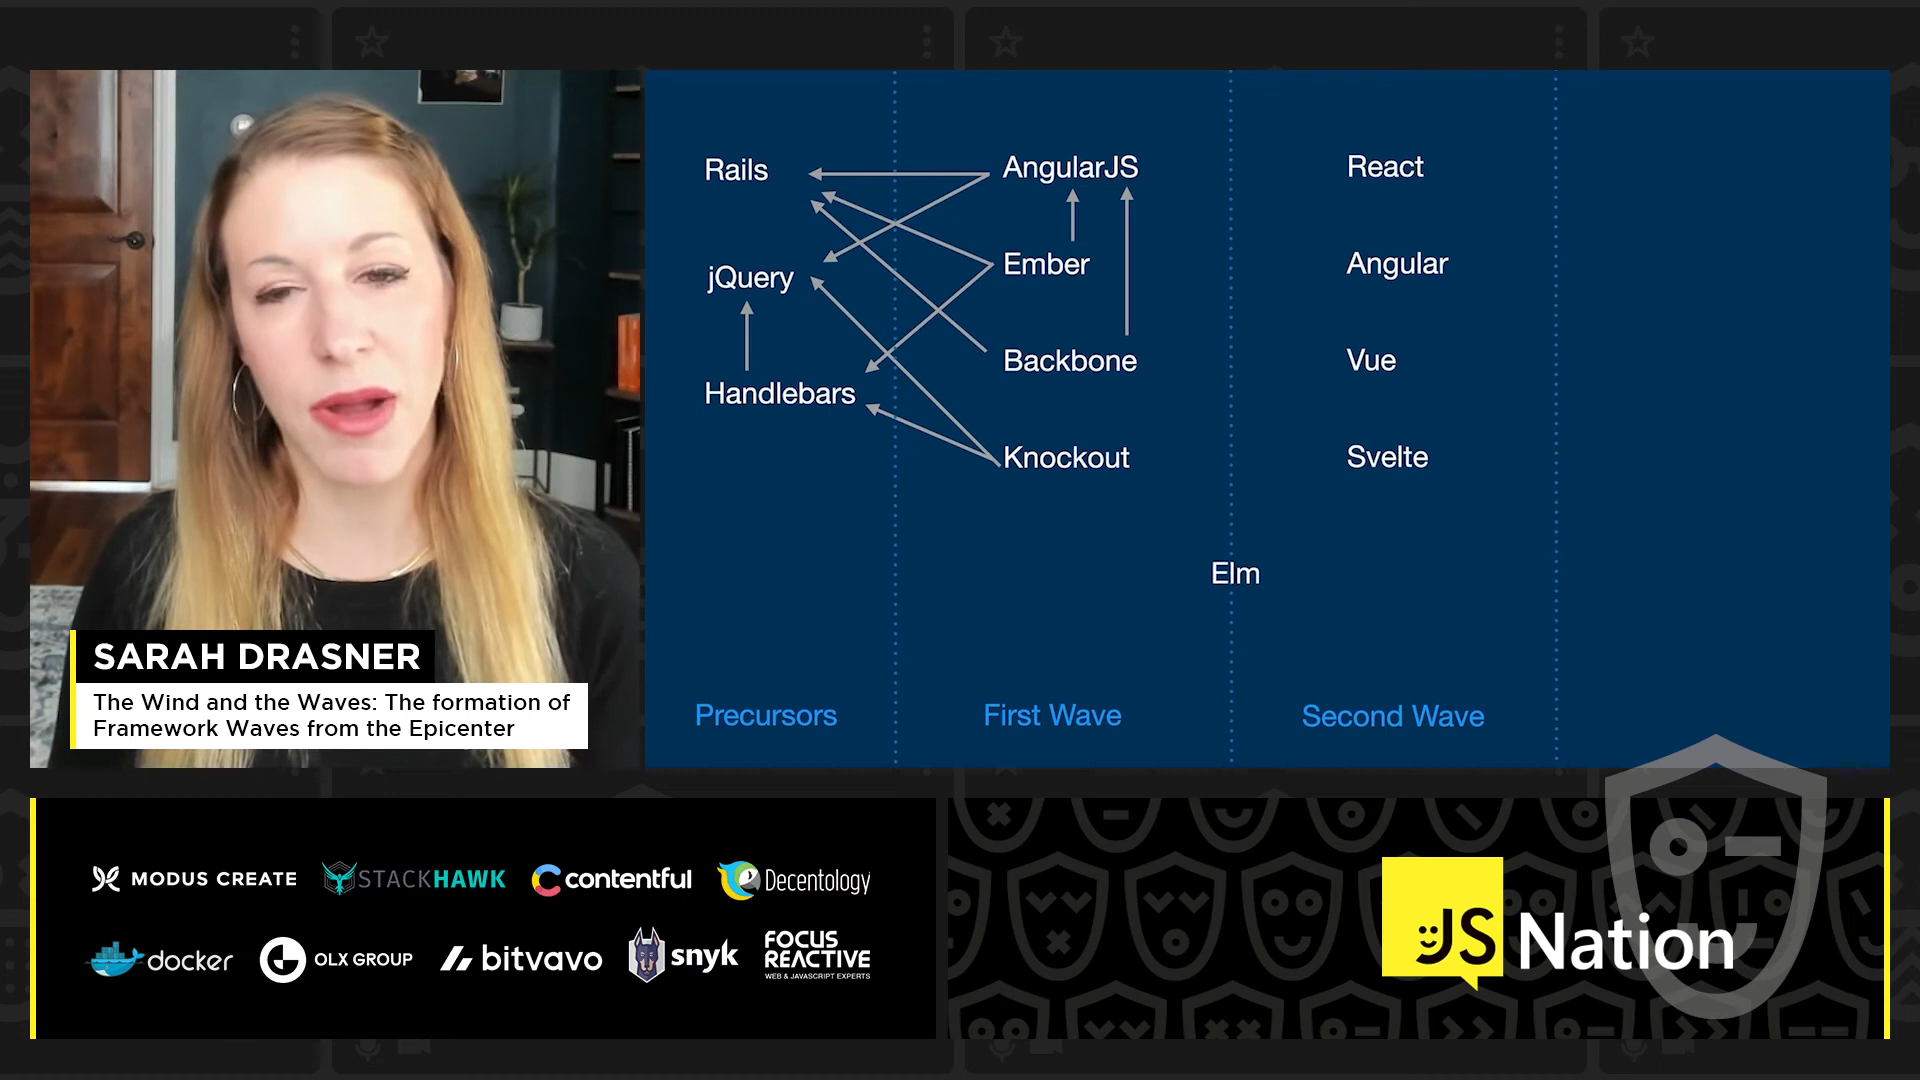 Rails
jQuery
Handlebars
Precursors
AngularJS
Ember
Backbone
Knockout
First Wave
Elm
React
Angular
Vue
Svelte
Second Wave
SARAH DRASNER
The Wind and the Waves: The formation of
Framework Waves from the Epicenter
MODUS CREATE
STACKHAWK
contentful
Decentology
docker
OLX GROUP
bitvavo
snyk
FOCUS
REACTIVE
WEB & JAVASCRIPT EXPERTS
JS Nation